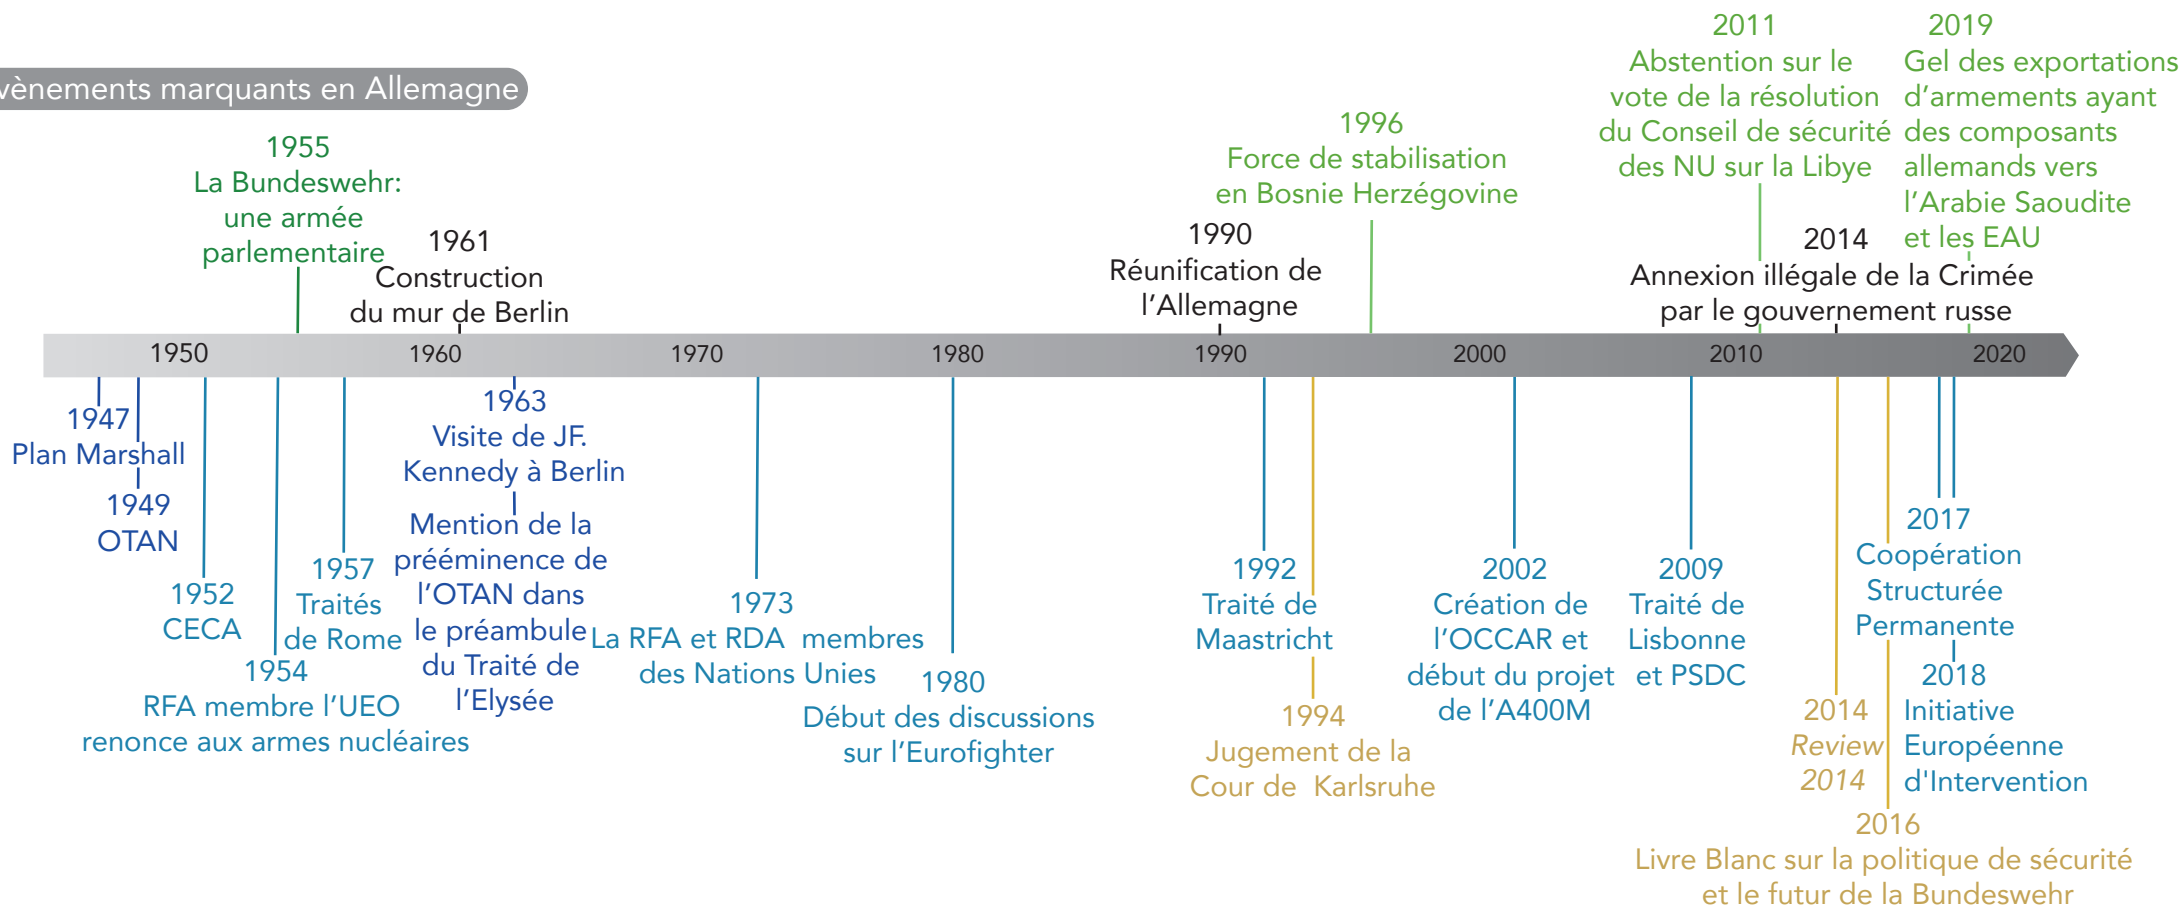 vènements marquants en Allemagne
1955
La Bundeswehr:
une armée
parlementaire
1961
Construction
du mur de Berlin
1990
Réunification de
l'Allemagne
1996
Force de stabilisation
en Bosnie Herzégovine
2011
Abstention sur le
vote de la résolution
du Conseil de sécurité
des NU sur la Libye
2014
Annexion illégale de la Crimée
par le gouvernement russe
2019
Gel des exportations
d'armements ayant
des composants
allemands vers
l'Arabie Saoudite
et les EAU
1950 1960 1970 1980 1990 2000 2010 2020
1947
Plan Marshall
1949
OTAN
1952
CECA
1954
RFA membre l'UEO
renonce aux armes nucléaires
1957
Traités
de Rome
1963
Visite de JF.
Kennedy à Berlin
Mention de la
prééminence de
l'OTAN dans
le préambule
du Traité de
l'Elysée
1973
La RFA et RDA  membres
des Nations Unies
1980
Début des discussions
sur l'Eurofighter
1992
Traité de
Maastricht
1994
Jugement de la
Cour de  Karlsruhe
2002
Création de
l'OCCAR et
début du projet
de l'A400M
2009
Traité de
Lisbonne
et PSDC
2014
Review
2014
2016
Livre Blanc sur la politique de sécurité
et le futur de la Bundeswehr
2017
Coopération
Structurée
Permanente
2018
Initiative
Européenne
d'Intervention